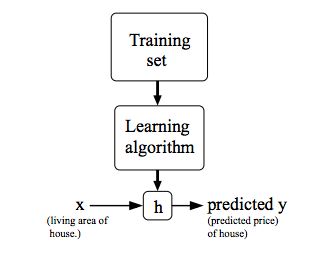 Training
set
Learning
algorithm
x
h
predicted y
(living area of
house.)
(predicted price)
of house)